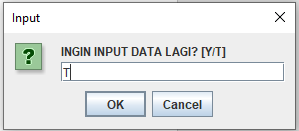 Input
INGIN INPUT DATA LAGI? [Y/T]
T
OK
Cancel